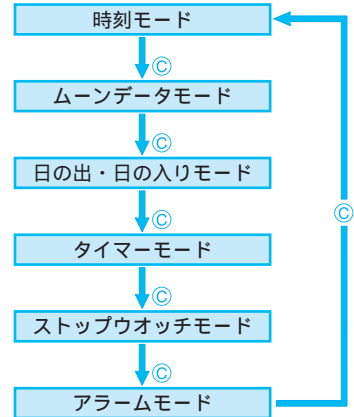 時刻モード
Ⓒ
ムーンデータモード
Ⓒ
日の出・日の入りモード
Ⓒ
タイマーモード
Ⓒ
ストップウオッチモード
Ⓒ
アラームモード
Ⓒ